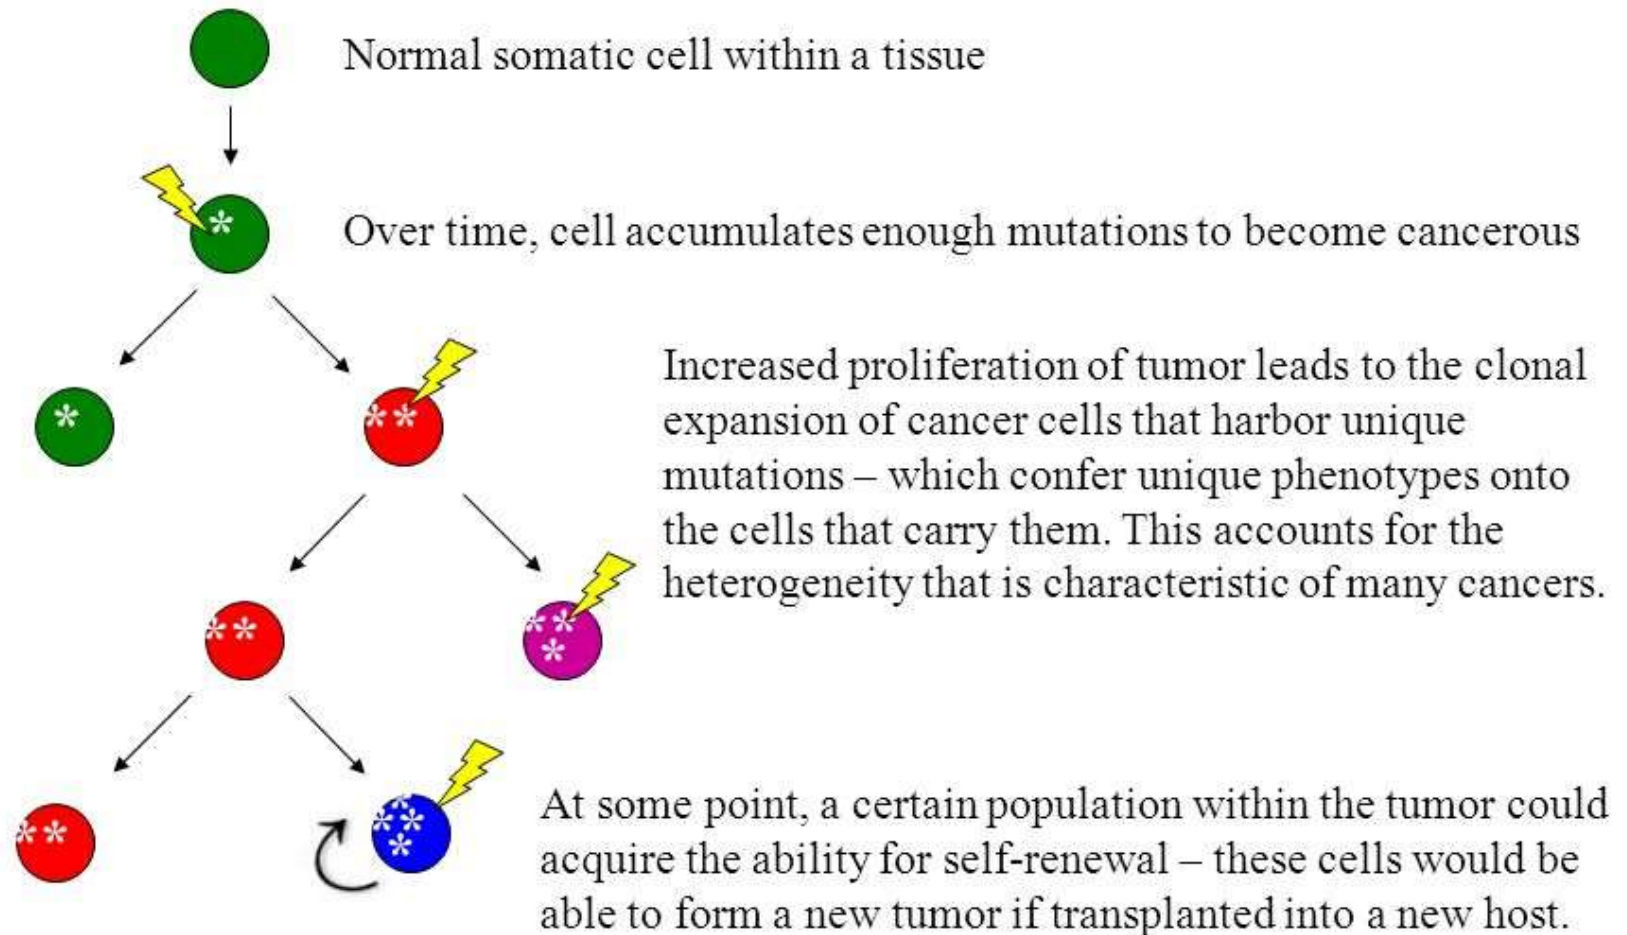 Normal somatic cell within a tissue
Over time, cell accumulates enough mutations to become cancerous
Increased proliferation of tumor leads to the clonal
expansion of cancer cells that harbor unique
mutations – which confer unique phenotypes onto
the cells that carry them. This accounts for the
heterogeneity that is characteristic of many cancers.
At some point, a certain population within the tumor could
acquire the ability for self-renewal – these cells would be
able to form a new tumor if transplanted into a new host.